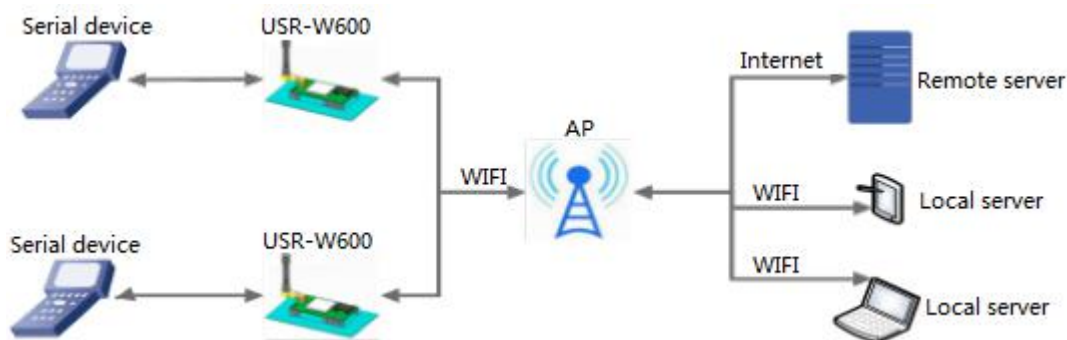 Serial device
USR-W600
Internet
Remote server
AP
WIFI
WIFI
Local server
Serial device
USR-W600
WIFI
Local server